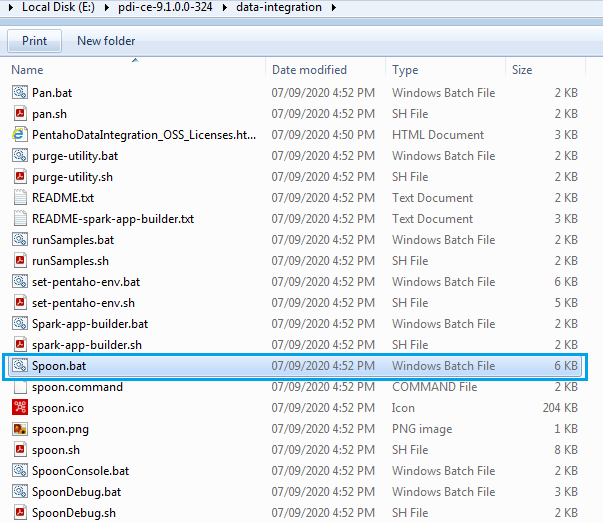 Local Disk (E:) pdi-ce-9.1.0.0-324 data-integration
Print New folder
Name Date modified Type Size
Pan.bat 07/09/2020 4:52 PM Windows Batch File 2 KB
pan.sh 07/09/2020 4:52 PM SH File 2 KB
PentahoDataIntegration_OSS_Licenses.ht... 07/09/2020 4:50 PM HTML Document 3 KB
purge-utility.bat 07/09/2020 4:52 PM Windows Batch File 2 KB
purge-utility.sh 07/09/2020 4:52 PM SH File 2 KB
README.txt 07/09/2020 4:52 PM Text Document 2 KB
README-spark-app-builder.txt 07/09/2020 4:52 PM Text Document 3 KB
runSamples.bat 07/09/2020 4:52 PM Windows Batch File 2 KB
runSamples.sh 07/09/2020 4:52 PM SH File 2 KB
set-pentaho-env.bat 07/09/2020 4:52 PM Windows Batch File 6 KB
set-pentaho-env.sh 07/09/2020 4:52 PM SH File 5 KB
Spark-app-builder.bat 07/09/2020 4:52 PM Windows Batch File 2 KB
spark-app-builder.sh 07/09/2020 4:52 PM SH File 2 KB
Spoon.bat 07/09/2020 4:52 PM Windows Batch File 6 KB
spoon.command 07/09/2020 4:52 PM COMMAND File 2 KB
spoon.ico 07/09/2020 4:52 PM Icon 204 KB
spoon.png 07/09/2020 4:52 PM PNG image 1 KB
spoon.sh 07/09/2020 4:52 PM SH File 8 KB
SpoonConsole.bat 07/09/2020 4:52 PM Windows Batch File 2 KB
SpoonDebug.bat 07/09/2020 4:52 PM Windows Batch File 3 KB
SpoonDebug.sh 07/09/2020 4:52 PM SH File 2 KB